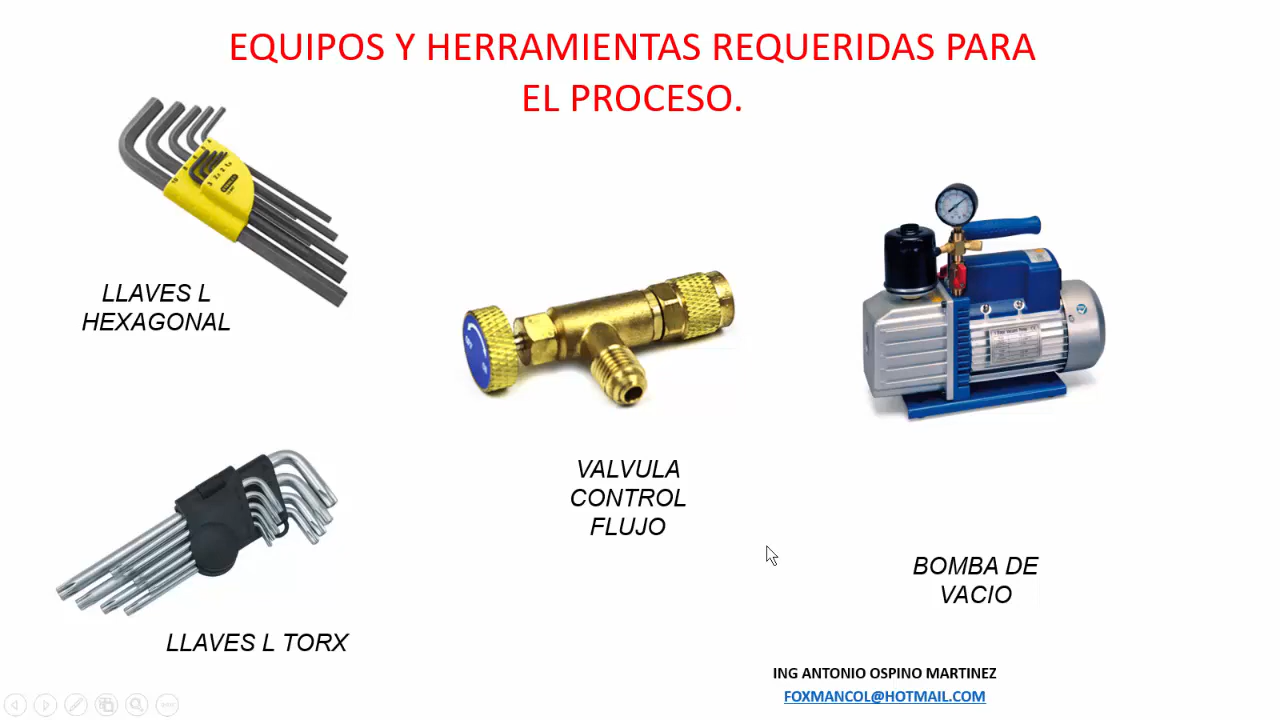 EQUIPOS Y HERRAMIENTAS REQUERIDAS PARA
EL PROCESO.
LLAVES L
HEXAGONAL
VALVULA
CONTROL
FLUJO
BOMBA DE
VACIO
LLAVES L TORX
ING ANTONIO OSPINO MARTINEZ
FOXMANCOL@HOTMAIL.COM